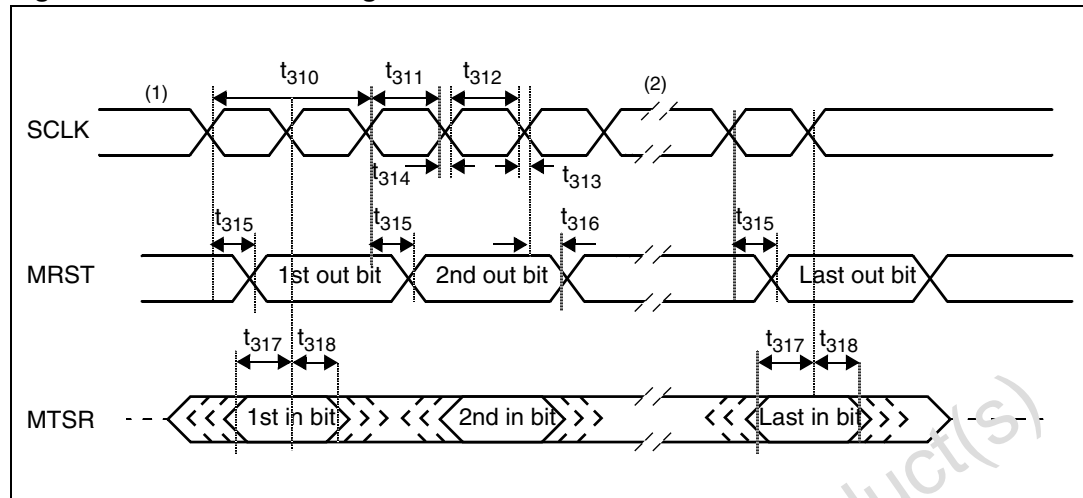 (1)
t310
t311
t312
(2)
SCLK
t314
t313
t315
t315
t316
t315
MRST
1st out bit
2nd out bit
Last out bit
t317
t318
t317
t318
MTSR
1st in bit
2nd in bit
Last in bit
duct(s)